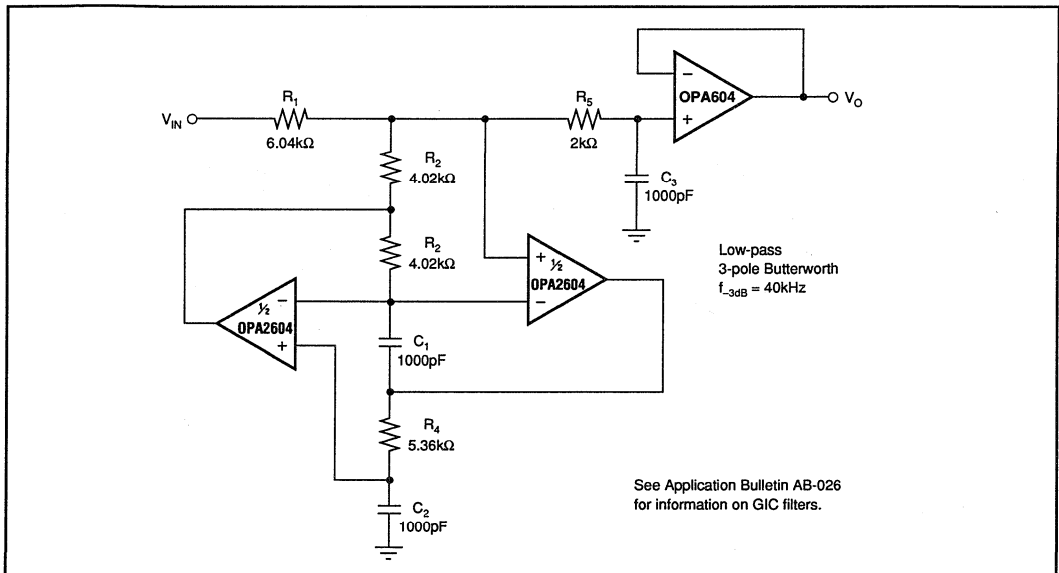 R1
VIN
6.04kΩ
R2
4.02kΩ
R2
4.02kΩ
R5
2kΩ
−
OPA604
+
VO
C3
1000pF
+ ½
OPA2604
−
½ −
OPA2604
+
C1
1000pF
R4
5.36kΩ
C2
1000pF
Low-pass
3-pole Butterworth
f–3dB = 40kHz
See Application Bulletin AB-026
for information on GIC filters.